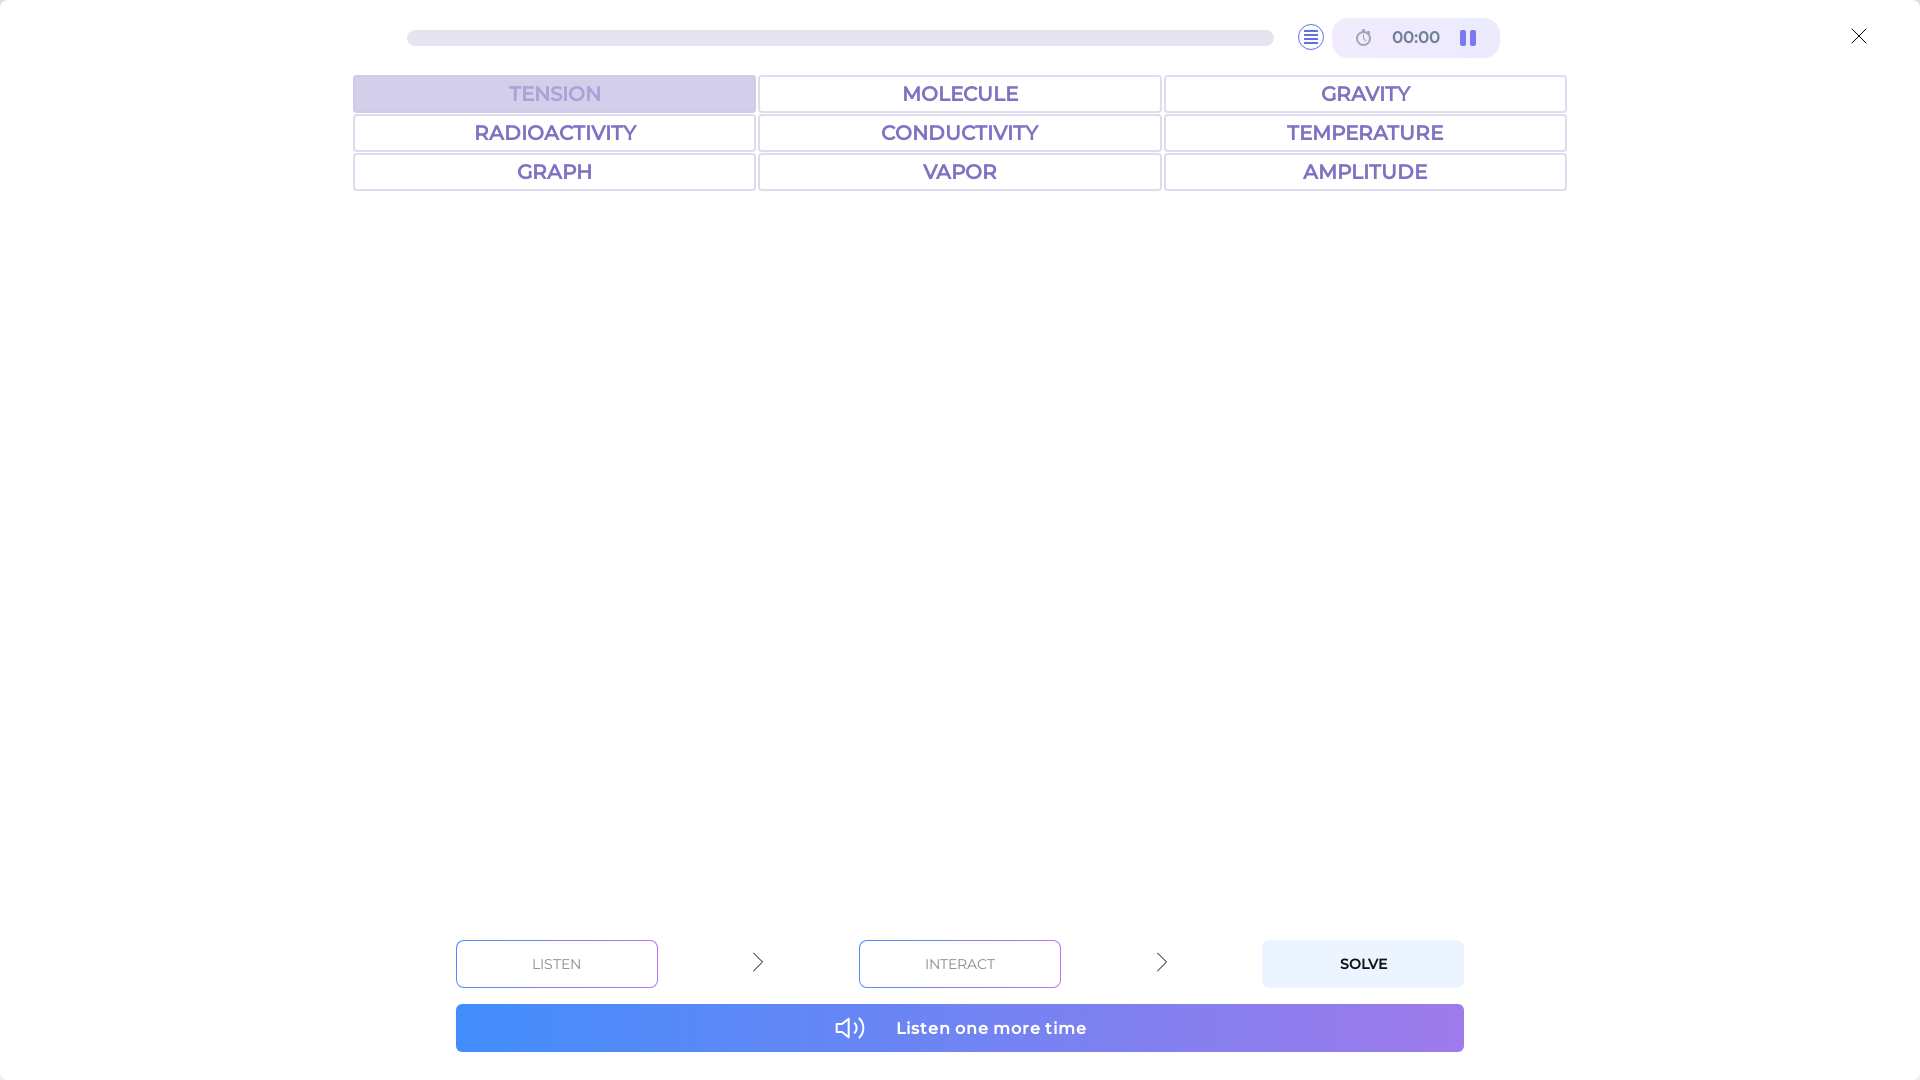 00:00
TENSION MOLECULE GRAVITY
RADIOACTIVITY CONDUCTIVITY TEMPERATURE
GRAPH VAPOR AMPLITUDE
LISTEN INTERACT SOLVE
Listen one more time